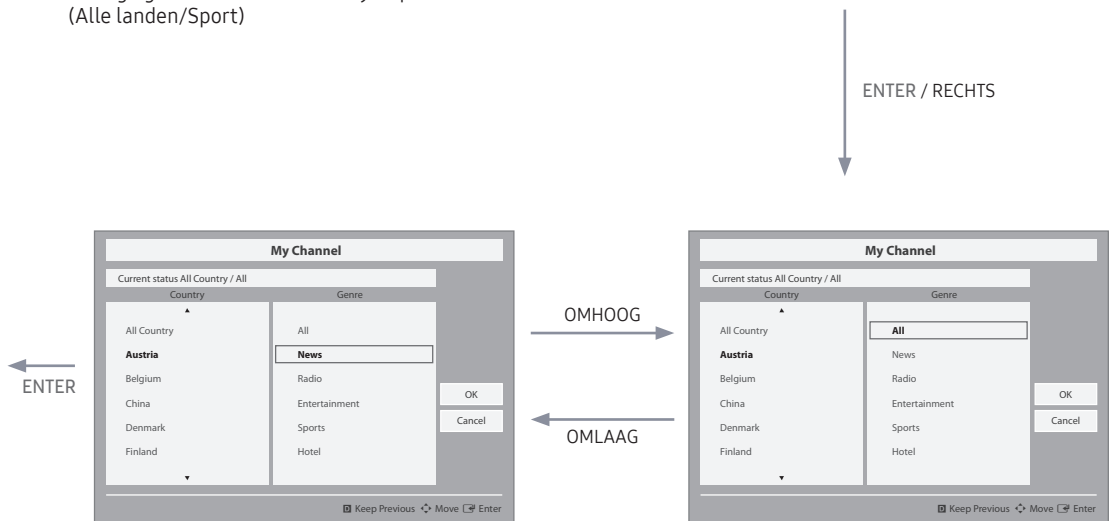 (Alle landen/Sport)
ENTER / RECHTS
My Channel
Current status All Country / All
Country Genre
▲
All Country All
Austria News
Belgium Radio
China Entertainment
Denmark Sports
Finland Hotel
▼
OK
Cancel
D Keep Previous Move Enter
ENTER
OMHOOG
OMLAAG
My Channel
Current status All Country / All
Country Genre
▲
All Country All
Austria News
Belgium Radio
China Entertainment
Denmark Sports
Finland Hotel
▼
OK
Cancel
D Keep Previous Move Enter